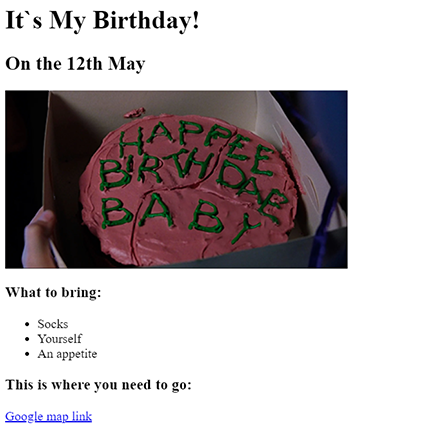 It`s My Birthday!
On the 12th May
HAPPEE
BIRTHDAE
BABY
What to bring:
Socks
Yourself
An appetite
This is where you need to go:
Google map link